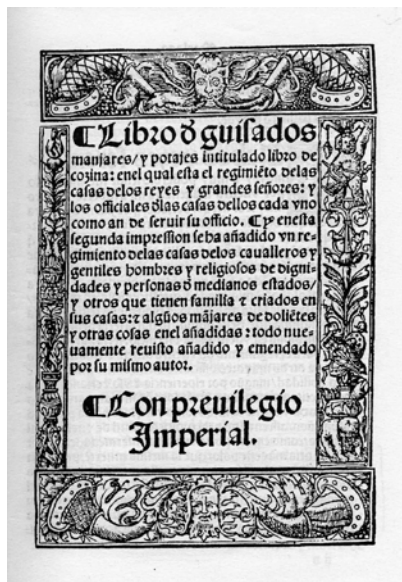 ¶Libro đ guisados
manjares/ y potajes intitulado libro de
cozina: enel qual esta el regimiẽto delas
casas delos reyes y grandes señores: y
los officiales đlas casas dellos cada vno
como an de seruir su officio. ¶Y enesta
segunda impression se ha añadido vn re-
gimiento delas casas delos caualleros y
gentiles hombres y religiosos de digni-
dades y personas đ medianos estados/
y otros que tienen familia ⁊ criados en
sus casas: ⁊ algũos mãjares de doliẽtes
y otras cosas enel añadidas: todo nue-
uamente reuisto añadido y emendado
por su mismo autor.
¶Con preuilegio
Imperial.